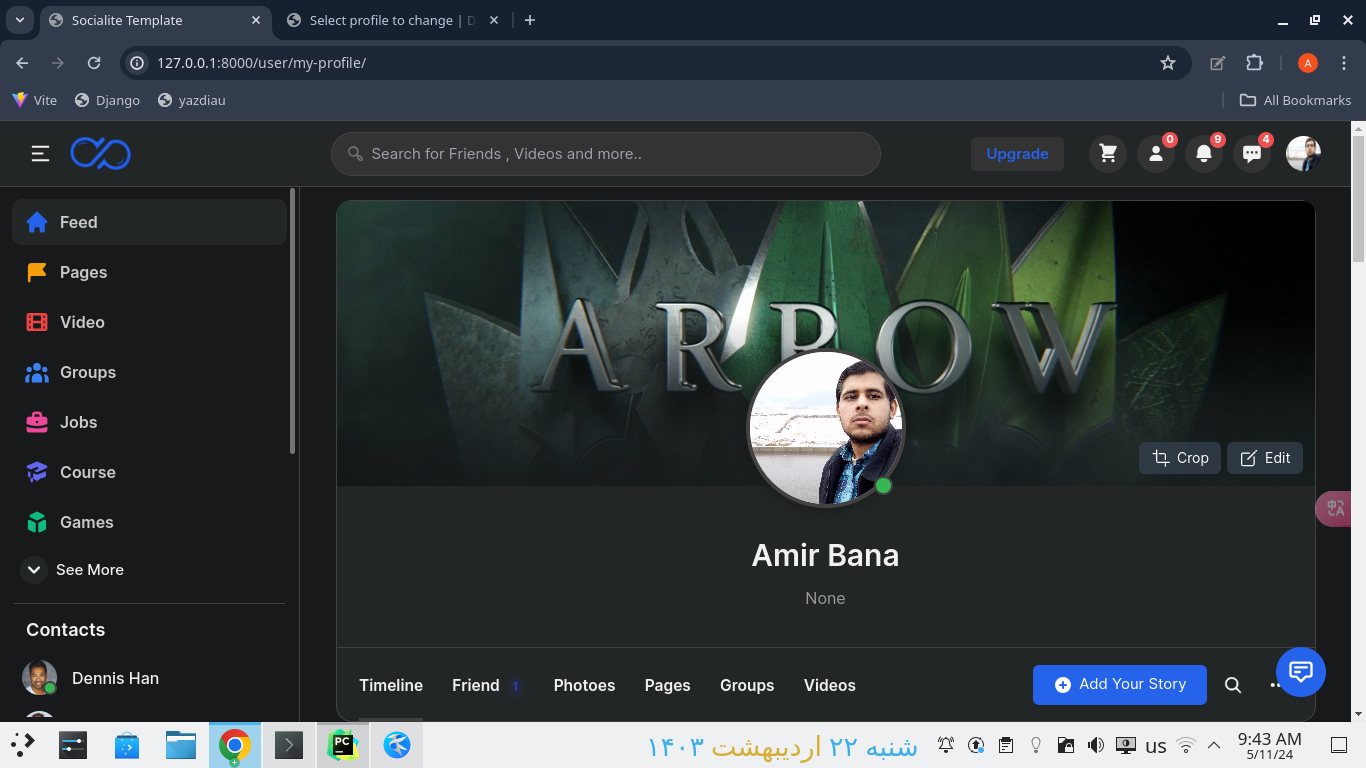 Socialite Template
Select profile to change | D
127.0.0.1:8000/user/my-profile/
A
Vite
Django
yazdiau
All Bookmarks
Search for Friends , Videos and more..
Upgrade
0
9
4
Feed
Pages
Video
Groups
Jobs
Course
Games
See More
Contacts
Dennis Han
ARROW
Crop
Edit
中A
Amir Bana
None
Timeline
Friend 1
Photoes
Pages
Groups
Videos
Add Your Story
PC
شنبه ۲۲ اردیبهشت ۱۴۰۳
us
9:43 AM
5/11/24